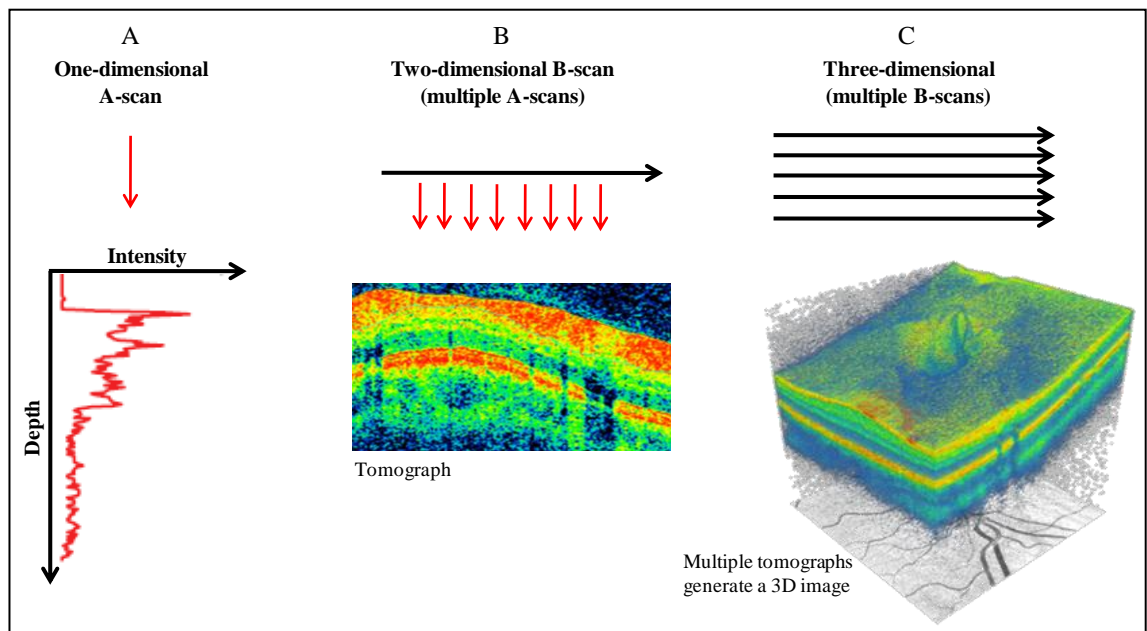 A
One-dimensional
A-scan
Intensity
Depth
B
Two-dimensional B-scan
(multiple A-scans)
Tomograph
C
Three-dimensional
(multiple B-scans)
Multiple tomographs
generate a 3D image